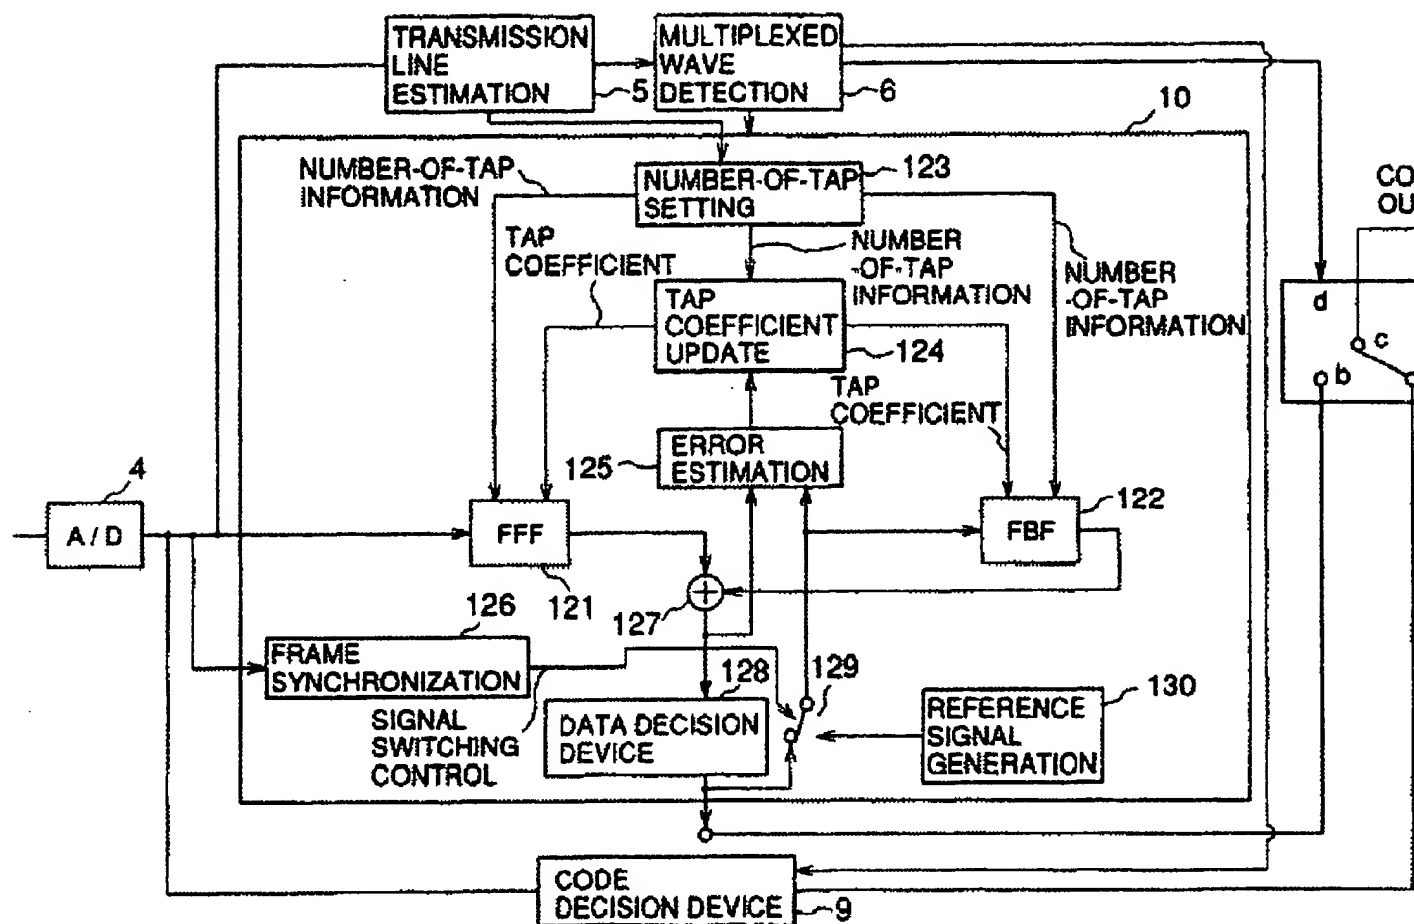 TRANSMISSION
LINE
ESTIMATION
5
MULTIPLEXED
WAVE
DETECTION
6
10
NUMBER-OF-TAP
INFORMATION
NUMBER-OF-TAP
SETTING
123
CO
OU
TAP
COEFFICIENT
NUMBER
-OF-TAP
INFORMATION
NUMBER
-OF-TAP
INFORMATION
TAP
COEFFICIENT
UPDATE
124
d
c
b
TAP
COEFFICIENT
ERROR
ESTIMATION
125
4
A/D
FFF
121
FBF
122
127
126
FRAME
SYNCHRONIZATION
SIGNAL
SWITCHING
CONTROL
128
DATA DECISION
DEVICE
129
130
REFERENCE
SIGNAL
GENERATION
CODE
DECISION DEVICE
9